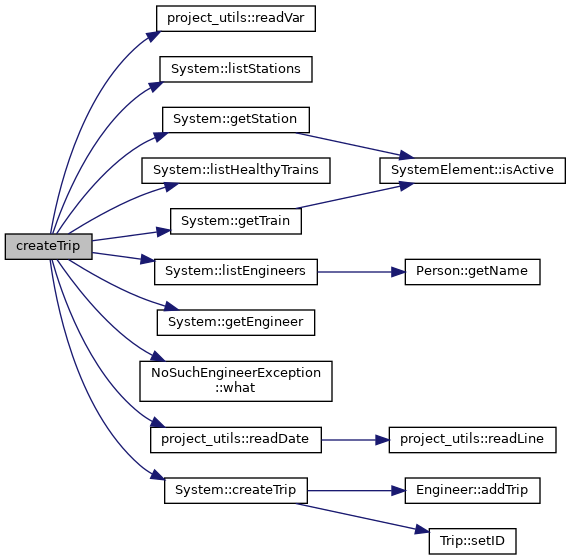 project_utils::readVar
System::listStations
System::getStation
SystemElement::isActive
System::listHealthyTrains
System::getTrain
createTrip
System::listEngineers
Person::getName
System::getEngineer
NoSuchEngineerException
::what
project_utils::readDate
project_utils::readLine
System::createTrip
Engineer::addTrip
Trip::setID